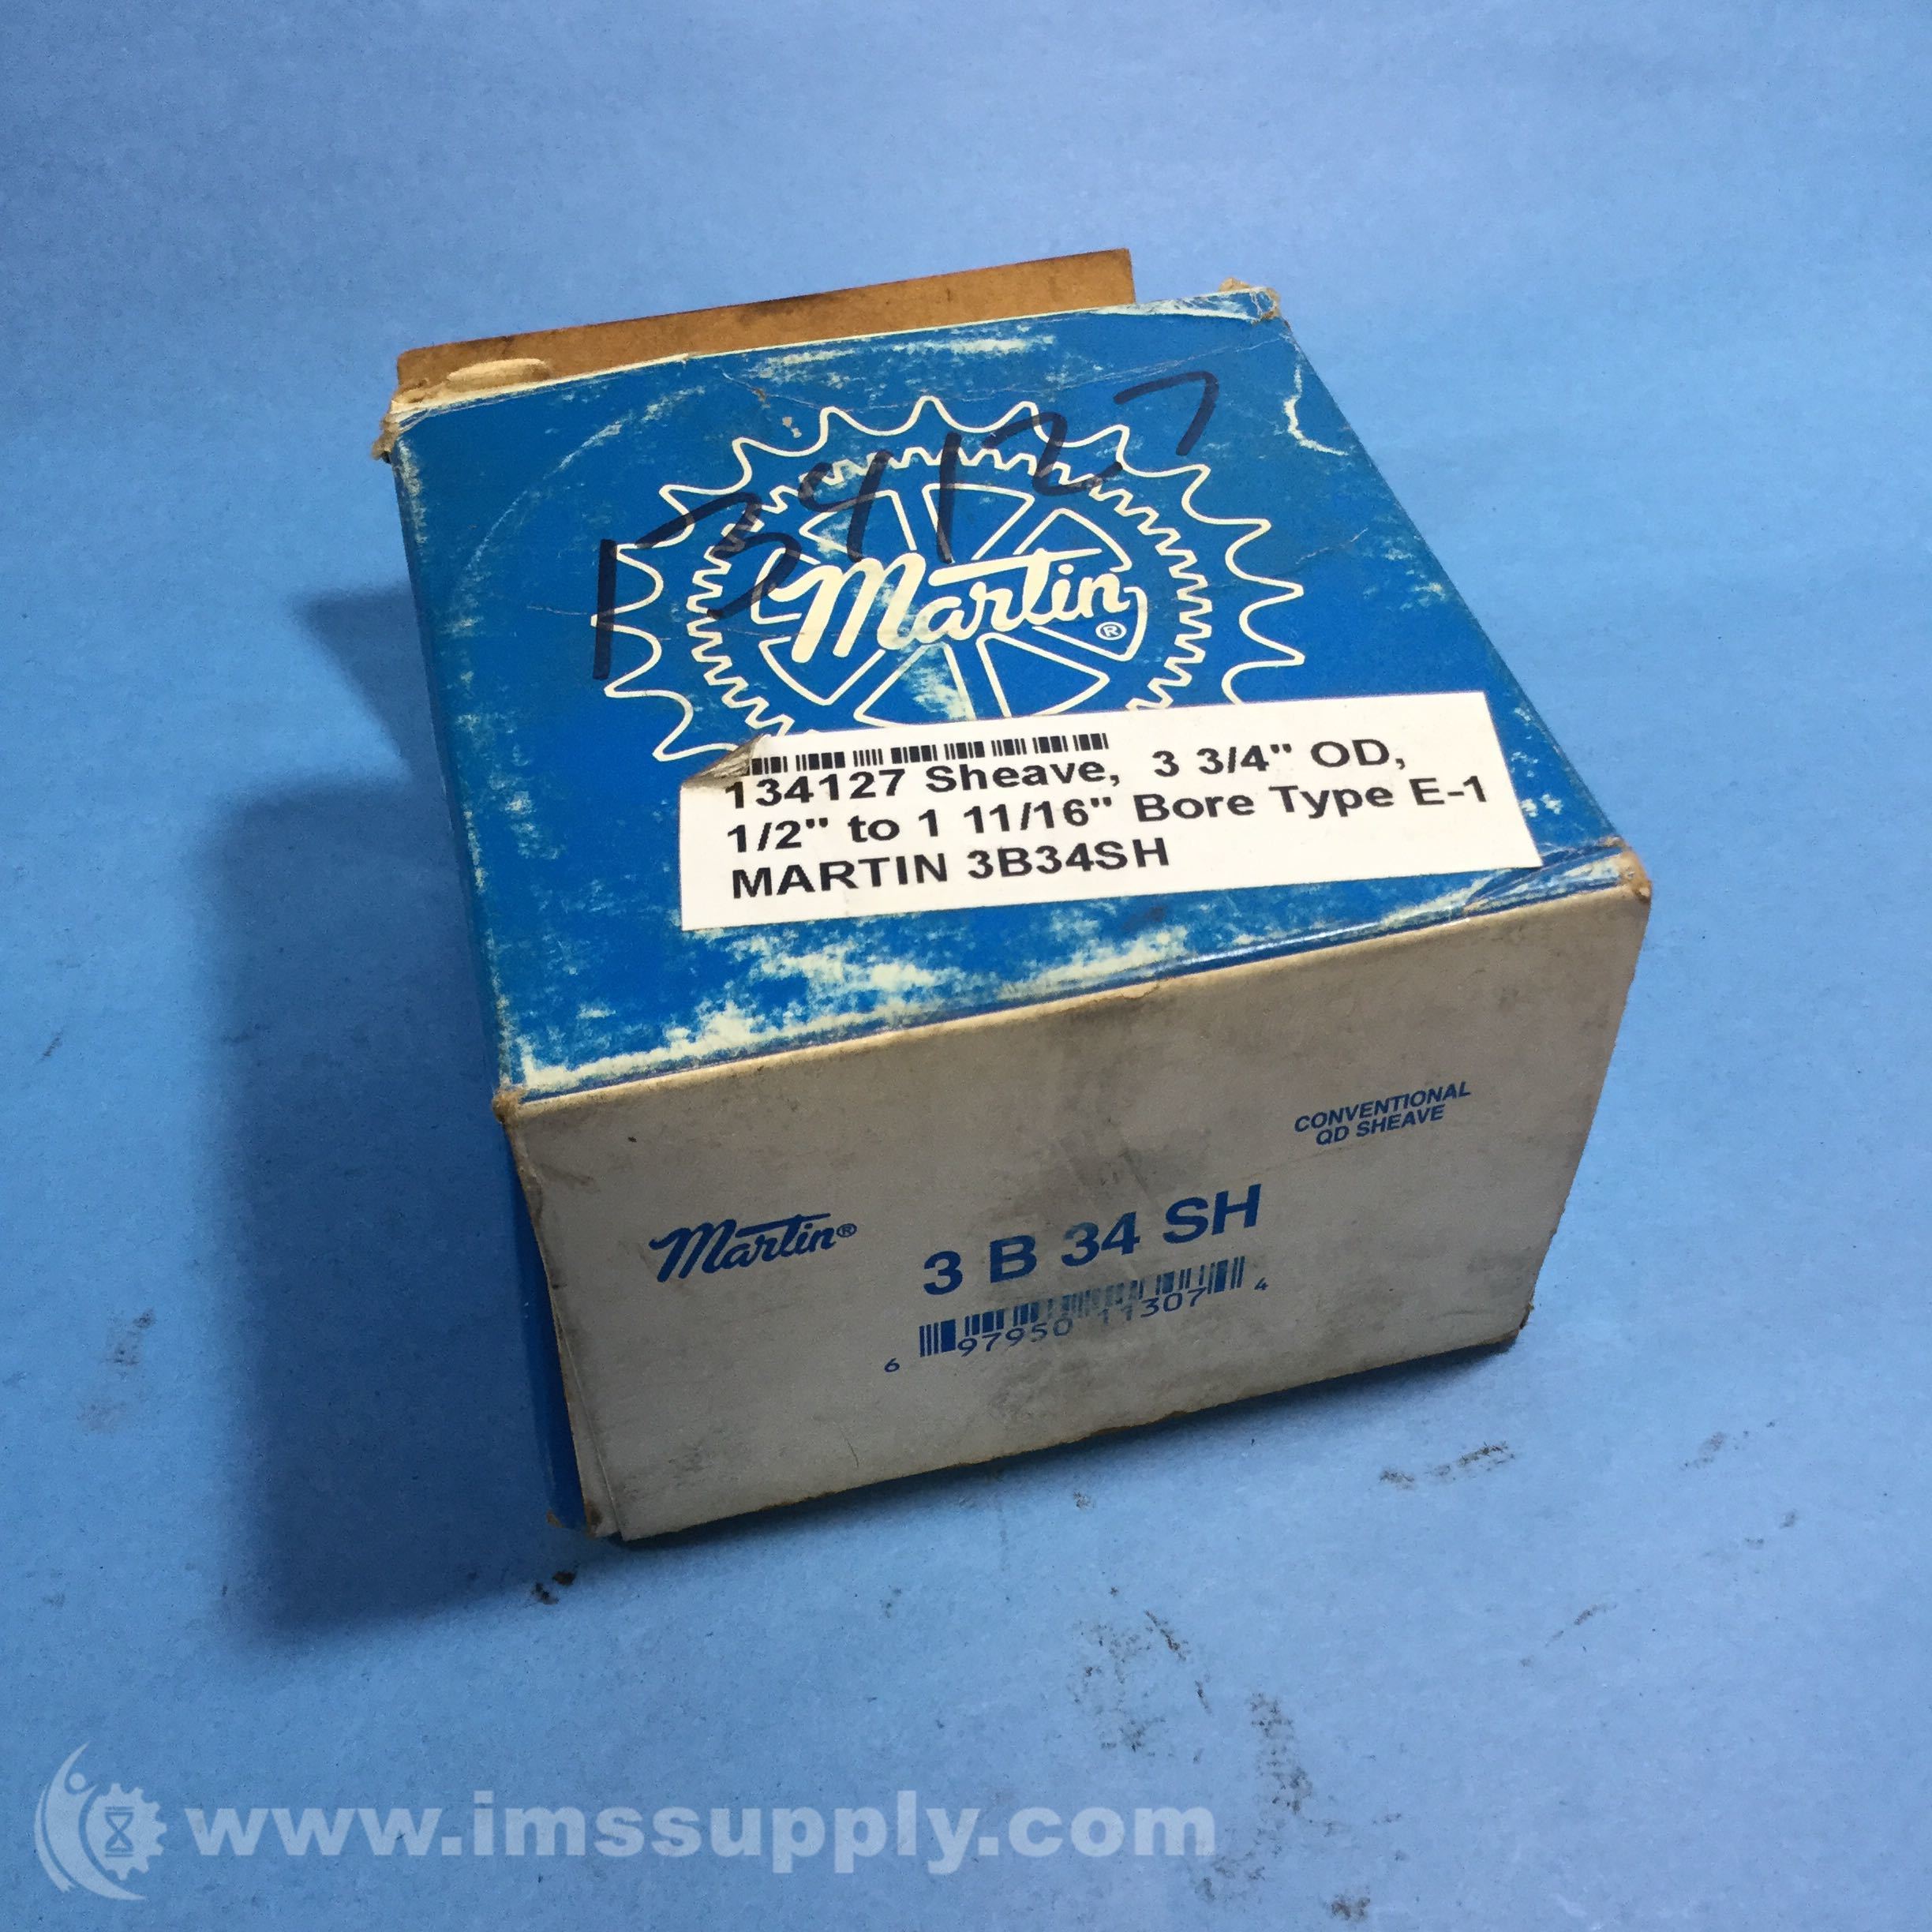 134127
Martin®
134127 Sheave, 3 3/4" OD,
1/2" to 1 11/16" Bore Type E-1
MARTIN 3B34SH
CONVENTIONAL
QD SHEAVE
Martin®
3 B 34 SH
6 97950 11307 4
www.imssupply.com